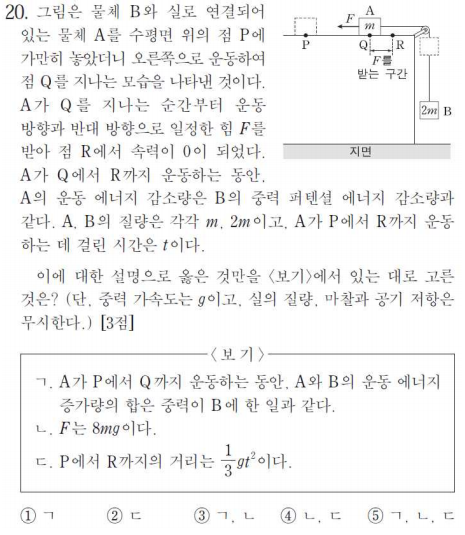 20. 그림은 물체 B와 실로 연결되어
있는 물체 A를 수평면 위의 점 P에
가만히 놓았더니 오른쪽으로 운동하여
점 Q를 지나는 모습을 나타낸 것이다.
A가 Q를 지나는 순간부터 운동
방향과 반대 방향으로 일정한 힘 F를
받아 점 R에서 속력이 0이 되었다.
A가 Q에서 R까지 운동하는 동안,
A의 운동 에너지 감소량은 B의 중력 퍼텐셜 에너지 감소량과
같다. A, B의 질량은 각각 m, 2m이고, A가 P에서 R까지 운동
하는 데 걸린 시간은 t이다.
A
F
m
P
Q
R
F를
받는 구간
2m
B
지면
이에 대한 설명으로 옳은 것만을 〈보기〉에서 있는 대로 고른
것은? (단, 중력 가속도는 g이고, 실의 질량, 마찰과 공기 저항은
무시한다.) [3점]
〈보 기〉
ㄱ. A가 P에서 Q까지 운동하는 동안, A와 B의 운동 에너지
증가량의 합은 중력이 B에 한 일과 같다.
ㄴ. F는 8mg이다.
ㄷ. P에서 R까지의 거리는 1/3 gt²이다.
① ㄱ ② ㄷ ③ ㄱ, ㄴ ④ ㄴ, ㄷ ⑤ ㄱ, ㄴ, ㄷ